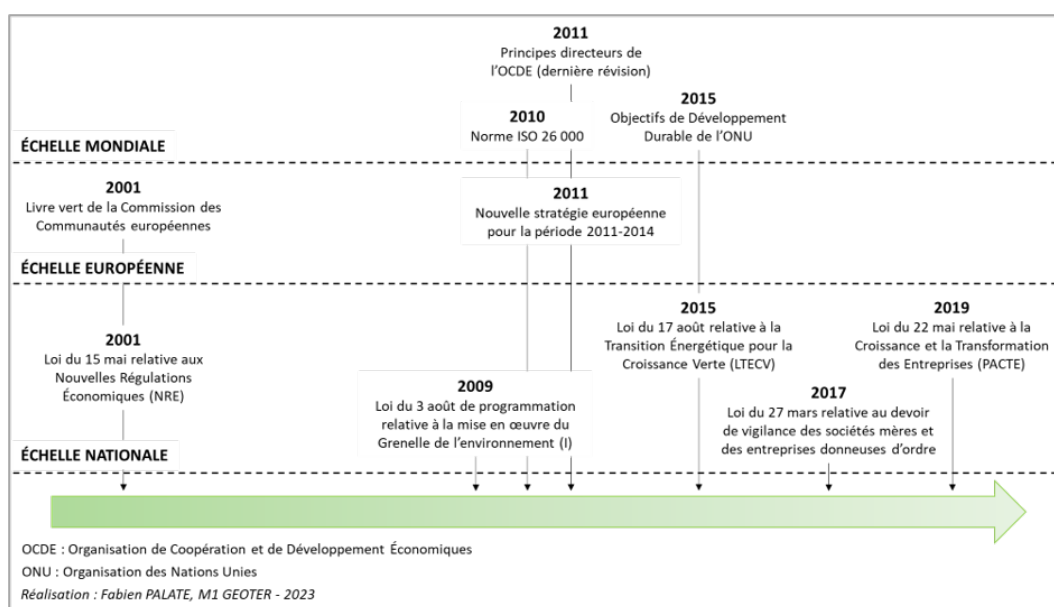 2011
Principes directeurs de
l'OCDE (dernière révision)
2010
Norme ISO 26 000
2015
Objectifs de Développement
Durable de l'ONU
ÉCHELLE MONDIALE
2001
Livre vert de la Commission des
Communautés européennes
2011
Nouvelle stratégie européenne
pour la période 2011-2014
ÉCHELLE EUROPÉENNE
2001
Loi du 15 mai relative aux
Nouvelles Régulations
Économiques (NRE)
2009
Loi du 3 août de programmation
relative à la mise en œuvre du
Grenelle de l'environnement (I)
2015
Loi du 17 août relative à la
Transition Énergétique pour la
Croissance Verte (LTECV)
2017
Loi du 27 mars relative au devoir
de vigilance des sociétés mères et
des entreprises donneuses d'ordre
2019
Loi du 22 mai relative à la
Croissance et la Transformation
des Entreprises (PACTE)
ÉCHELLE NATIONALE
OCDE : Organisation de Coopération et de Développement Économiques
ONU : Organisation des Nations Unies
Réalisation : Fabien PALATE, M1 GEOTER - 2023